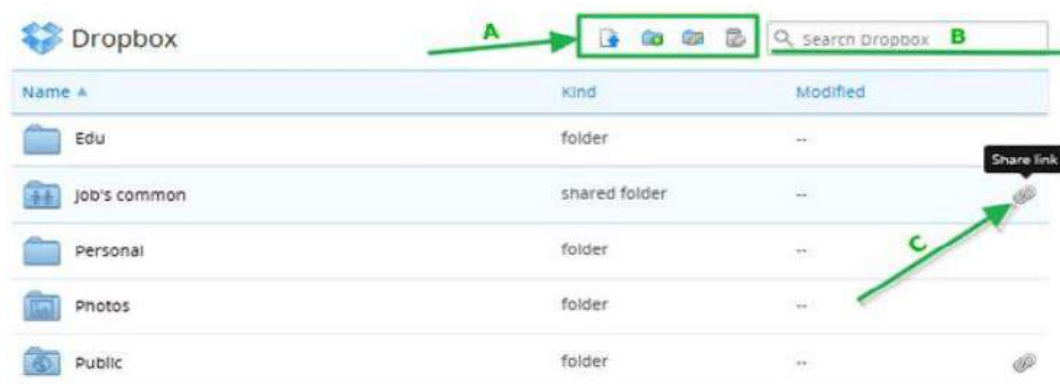 Dropbox A Search Dropbox B
Name Kind Modified
Edu folder --
Share link
Job's common shared folder --
C
Personal folder --
Photos folder --
Public folder --